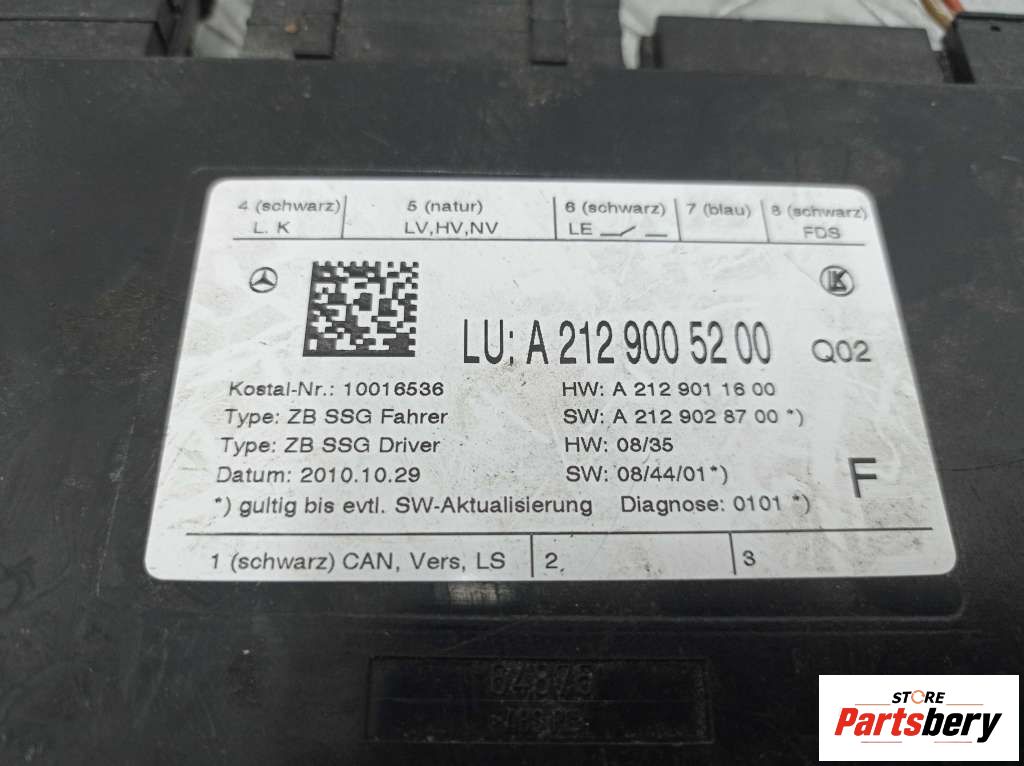 4 (schwarz) 5 (natur) 6 (schwarz) 7 (blau) 8 (schwarz)
L. K LV,HV,NV LE FDS
LU: A 212 900 52 00 Q02
Kostal-Nr.: 10016536 HW: A 212 901 16 00
Type: ZB SSG Fahrer SW: A 212 902 87 00 *)
Type: ZB SSG Driver HW: 08/35
Datum: 2010.10.29 SW: 08/44/01*) F
*) gultig bis evtl. SW-Aktualisierung Diagnose: 0101 *)
1 (schwarz) CAN, Vers, LS 2, 3
STORE
Partsbery